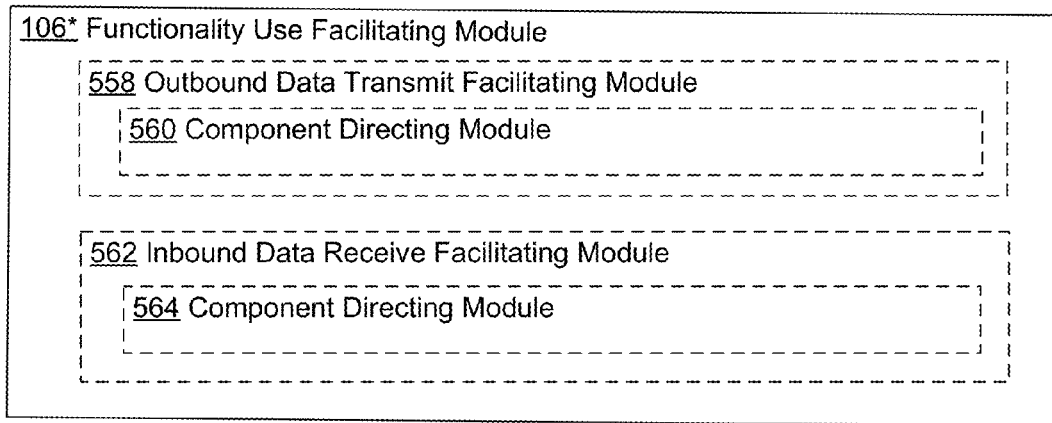 106* Functionality Use Facilitating Module
558 Outbound Data Transmit Facilitating Module
560 Component Directing Module
562 Inbound Data Receive Facilitating Module
564 Component Directing Module